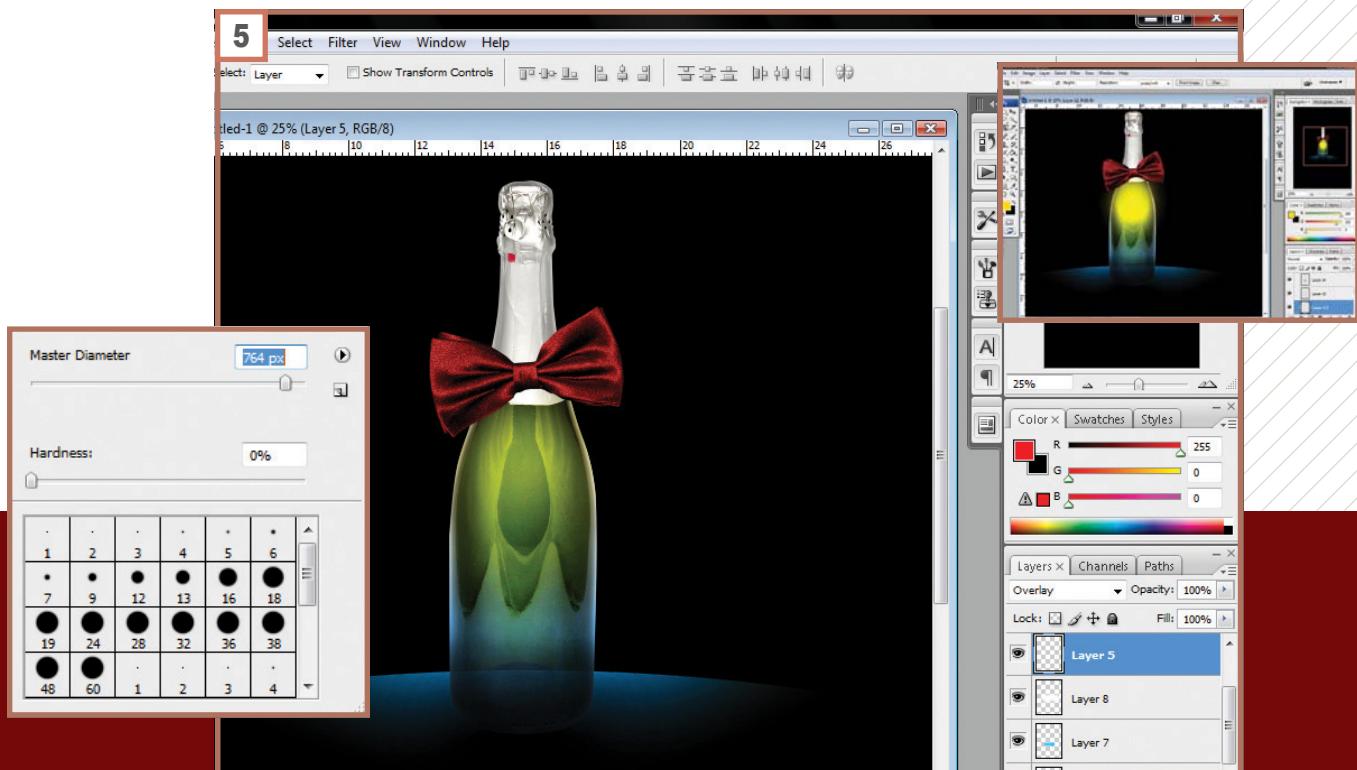 5
Select Filter View Window Help
Select: Layer Show Transform Controls
tled-1 @ 25% (Layer 5, RGB/8)
6 8 10 12 14 16 18 20 22 24 26
Master Diameter 764 px
Hardness: 0%
1 2 3 4 5 6
7 9 12 13 16 18
19 24 28 32 36 38
48 60 1 2 3 4
25%
Color × Swatches Styles
R 255
G 0
B 0
Layers × Channels Paths
Overlay Opacity: 100%
Lock: Fill: 100%
Layer 5
Layer 8
Layer 7